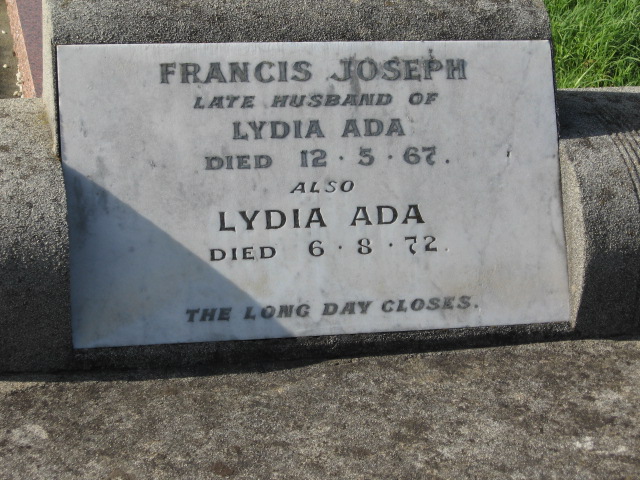 FRANCIS JOSEPH
LATE HUSBAND OF
LYDIA ADA
DIED 12·5·67.
ALSO
LYDIA ADA
DIED 6·8·72.
THE LONG DAY CLOSES.